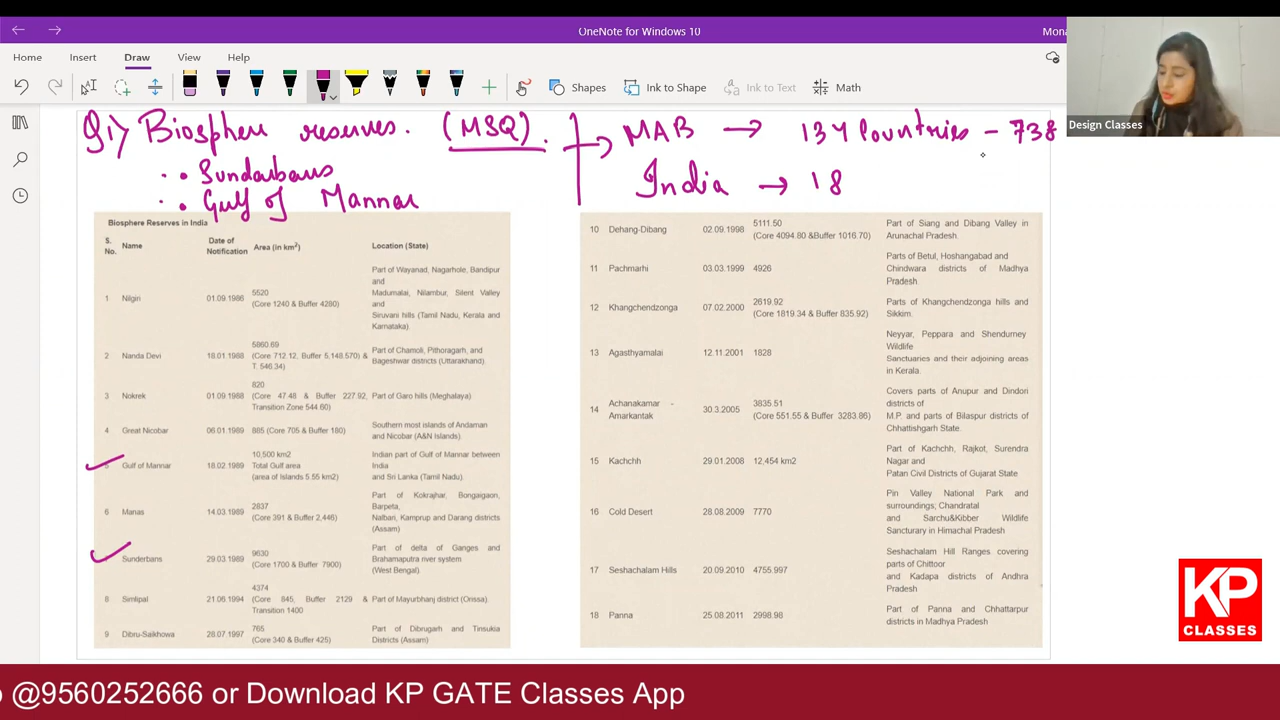 OneNote for Windows 10
Mona
Home Insert Draw View Help
Shapes Ink to Shape Ink to Text Math
Design Classes
Q1) Biosphere reserves. (MSQ).
Sundarbans
Gulf of Mannar
MAB → 134 Countries - 738
India → 18
Biosphere Reserves in India
S. No. Name Date of Notification Area (in km²) Location (State)
1 Nilgiri 01.09.1986 5520 (Core 1240 & Buffer 4280) Part of Wayanad, Nagarhole, Bandipur and Madumalai, Nilambur, Silent Valley and Siruvani hills (Tamil Nadu, Kerala and Karnataka).
2 Nanda Devi 18.01.1988 5860.69 (Core 712.12, Buffer 5,148.570) & T. 546.34) Part of Chamoli, Pithoragarh, and Bageshwar districts (Uttarakhand).
3 Nokrek 01.09.1988 820 (Core 47.48 & Buffer 227.92, Transition Zone 544.60) Part of Garo hills (Meghalaya).
4 Great Nicobar 06.01.1989 885 (Core 705 & Buffer 180) Southern most islands of Andaman and Nicobar (A&N Islands).
5 Gulf of Mannar 18.02.1989 10,500 km2 Total Gulf area (area of Islands 5.55 km2) Indian part of Gulf of Mannar between India and Sri Lanka (Tamil Nadu).
6 Manas 14.03.1989 2837 (Core 391 & Buffer 2,446) Part of Kokrajhar, Bongaigaon, Barpeta, Nalbari, Kamprup and Darang districts (Assam)
Sunderbans 29.03.1989 9630 (Core 1700 & Buffer 7900) Part of delta of Ganges and Brahamaputra river system (West Bengal).
8 Simlipal 21.06.1994 4374 (Core 845, Buffer 2129 & Transition 1400 Part of Mayurbhanj district (Orissa).
9 Dibru-Saikhowa 28.07.1997 765 (Core 340 & Buffer 425) Part of Dibrugarh and Tinsukia Districts (Assam)
10 Dehang-Dibang 02.09.1998 5111.50 (Core 4094.80 &Buffer 1016.70) Part of Siang and Dibang Valley in Arunachal Pradesh.
11 Pachmarhi 03.03.1999 4926 Parts of Betul, Hoshangabad and Chindwara districts of Madhya Pradesh
12 Khangchendzonga 07.02.2000 2619.92 (Core 1819.34 & Buffer 835.92) Parts of Khangchendzonga hills and Sikkim.
13 Agasthyamalai 12.11.2001 1828 Neyyar, Peppara and Shendurney Wildlife Sanctuaries and their adjoining areas in Kerala.
14 Achanakamar - Amarkantak 30.3.2005 3835.51 (Core 551.55 & Buffer 3283.86) Covers parts of Anupur and Dindori districts of M.P. and parts of Bilaspur districts of Chhattishgarh State.
15 Kachchh 29.01.2008 12,454 km2 Part of Kachchh, Rajkot, Surendra Nagar and Patan Civil Districts of Gujarat State
16 Cold Desert 28.08.2009 7770 Pin Valley National Park and surroundings; Chandratal and Sarchu&Kibber Wildlife Sancturary in Himachal Pradesh
17 Seshachalam Hills 20.09.2010 4755.997 Seshachalam Hill Ranges covering parts of Chittoor and Kadapa districts of Andhra Pradesh
18 Panna 25.08.2011 2998.98 Part of Panna and Chhattarpur districts in Madhya Pradesh
KP CLASSES
@9560252666 or Download KP GATE Classes App